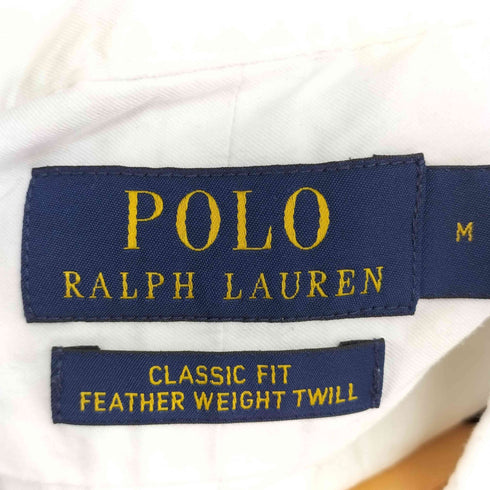 POLO
RALPH LAUREN
M
CLASSIC FIT
FEATHER WEIGHT TWILL